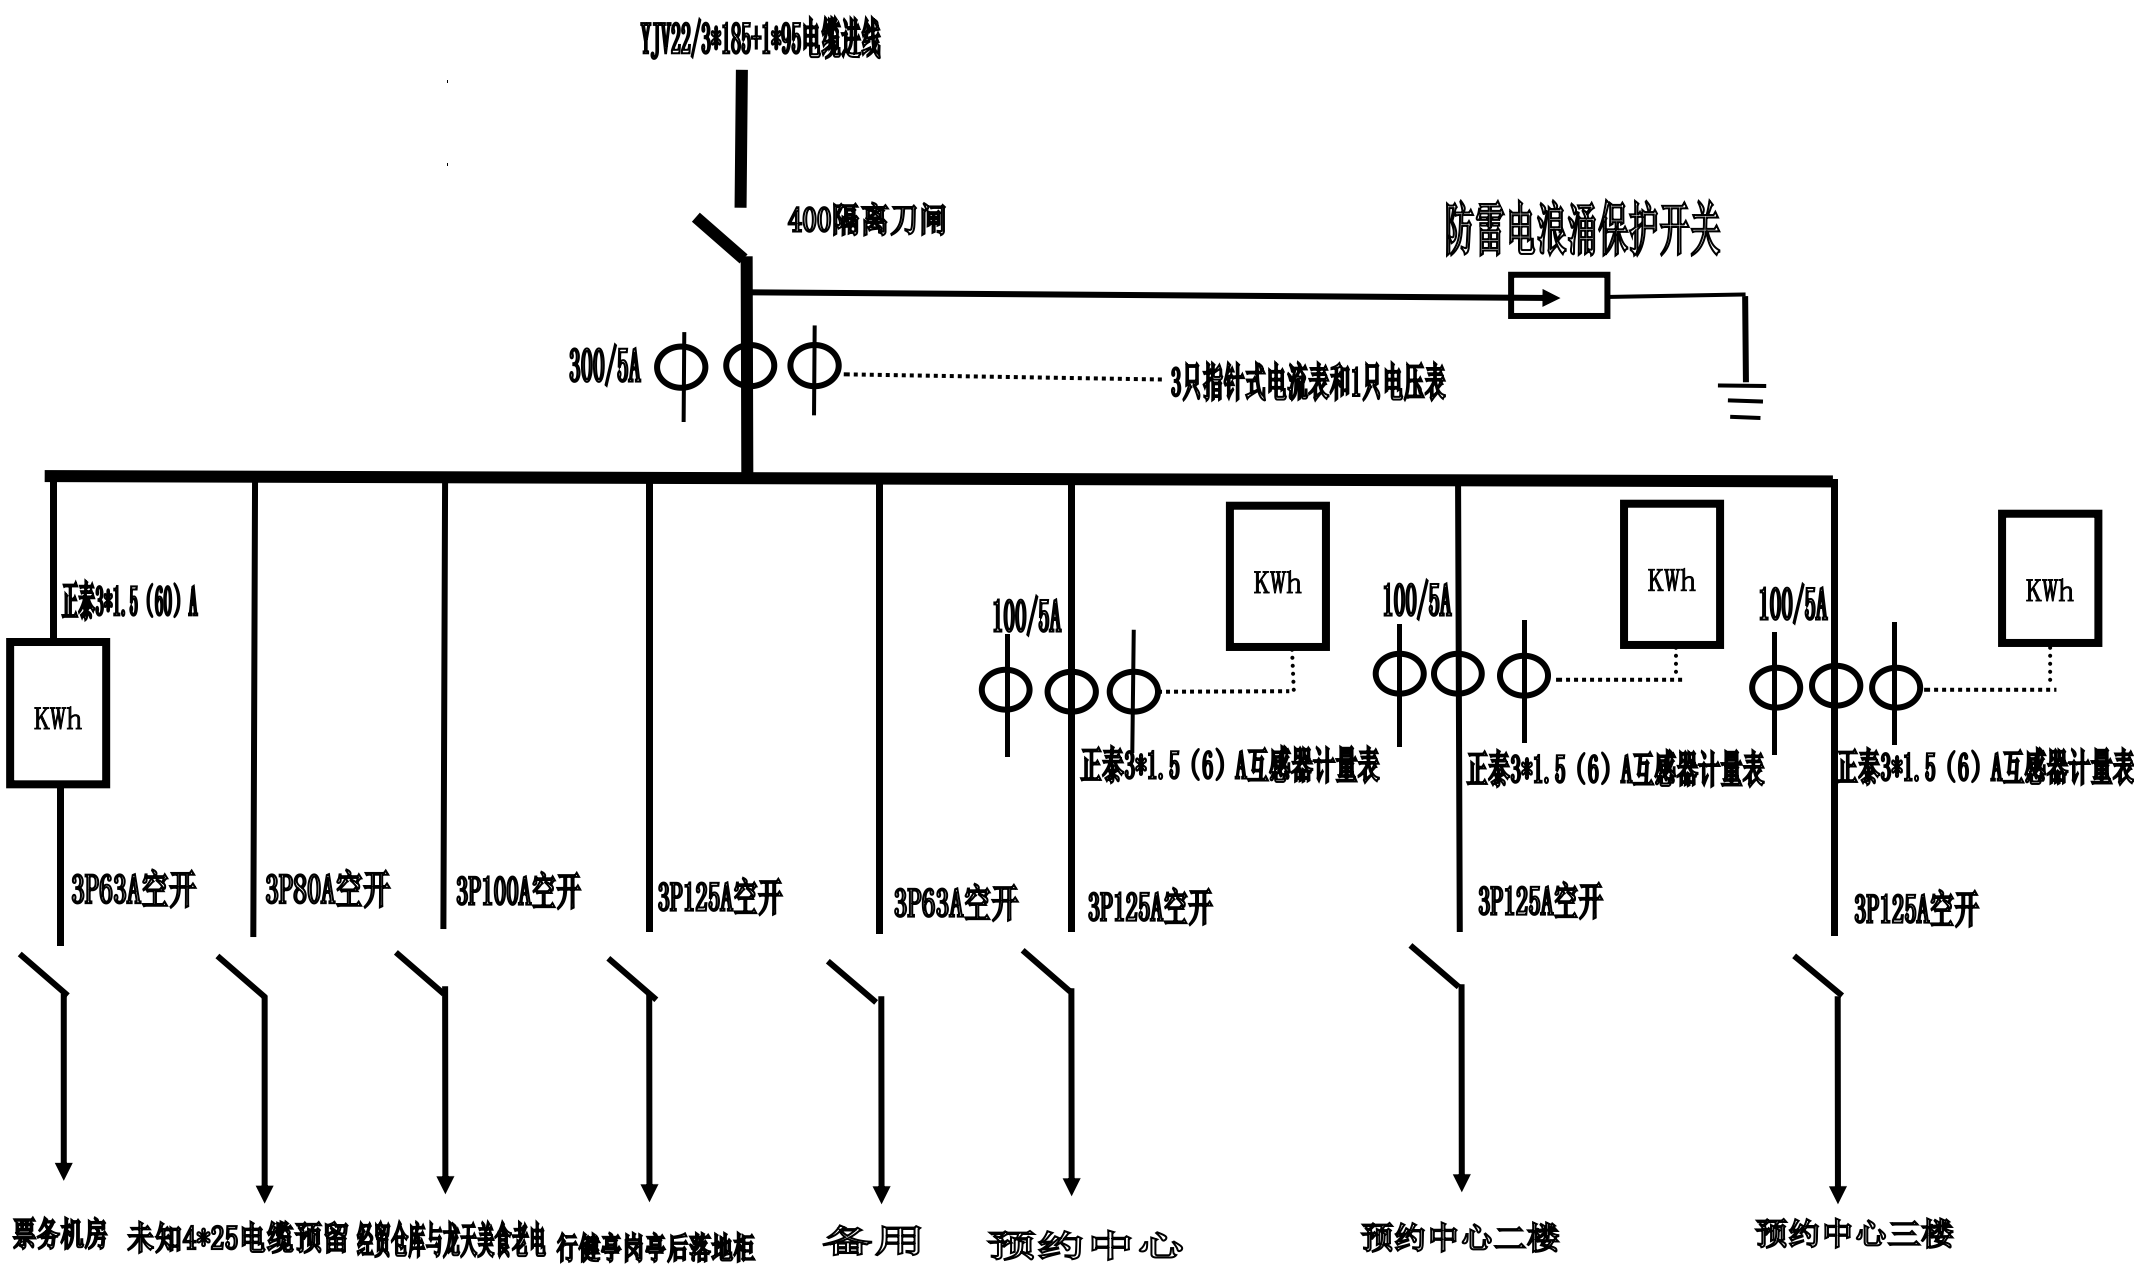 YJV22/3*185+1*95电缆进线
400隔离刀闸
防雷电浪涌保护开关
300/5A
3只指针式电流表和1只电压表
正泰3*1.5（60）A
KWh
100/5A
KWh
100/5A
KWh
100/5A
KWh
正泰3*1.5（6）A互感器计量表
正泰3*1.5（6）A互感器计量表
正泰3*1.5（6）A互感器计量表
3P63A空开
3P80A空开
3P100A空开
3P125A空开
3P63A空开
3P125A空开
3P125A空开
3P125A空开
票务机房
未知4*25电缆预留
经贸仓库与龙天美食老电
行健亭岗亭后落地柜
备用
预约中心
预约中心二楼
预约中心三楼